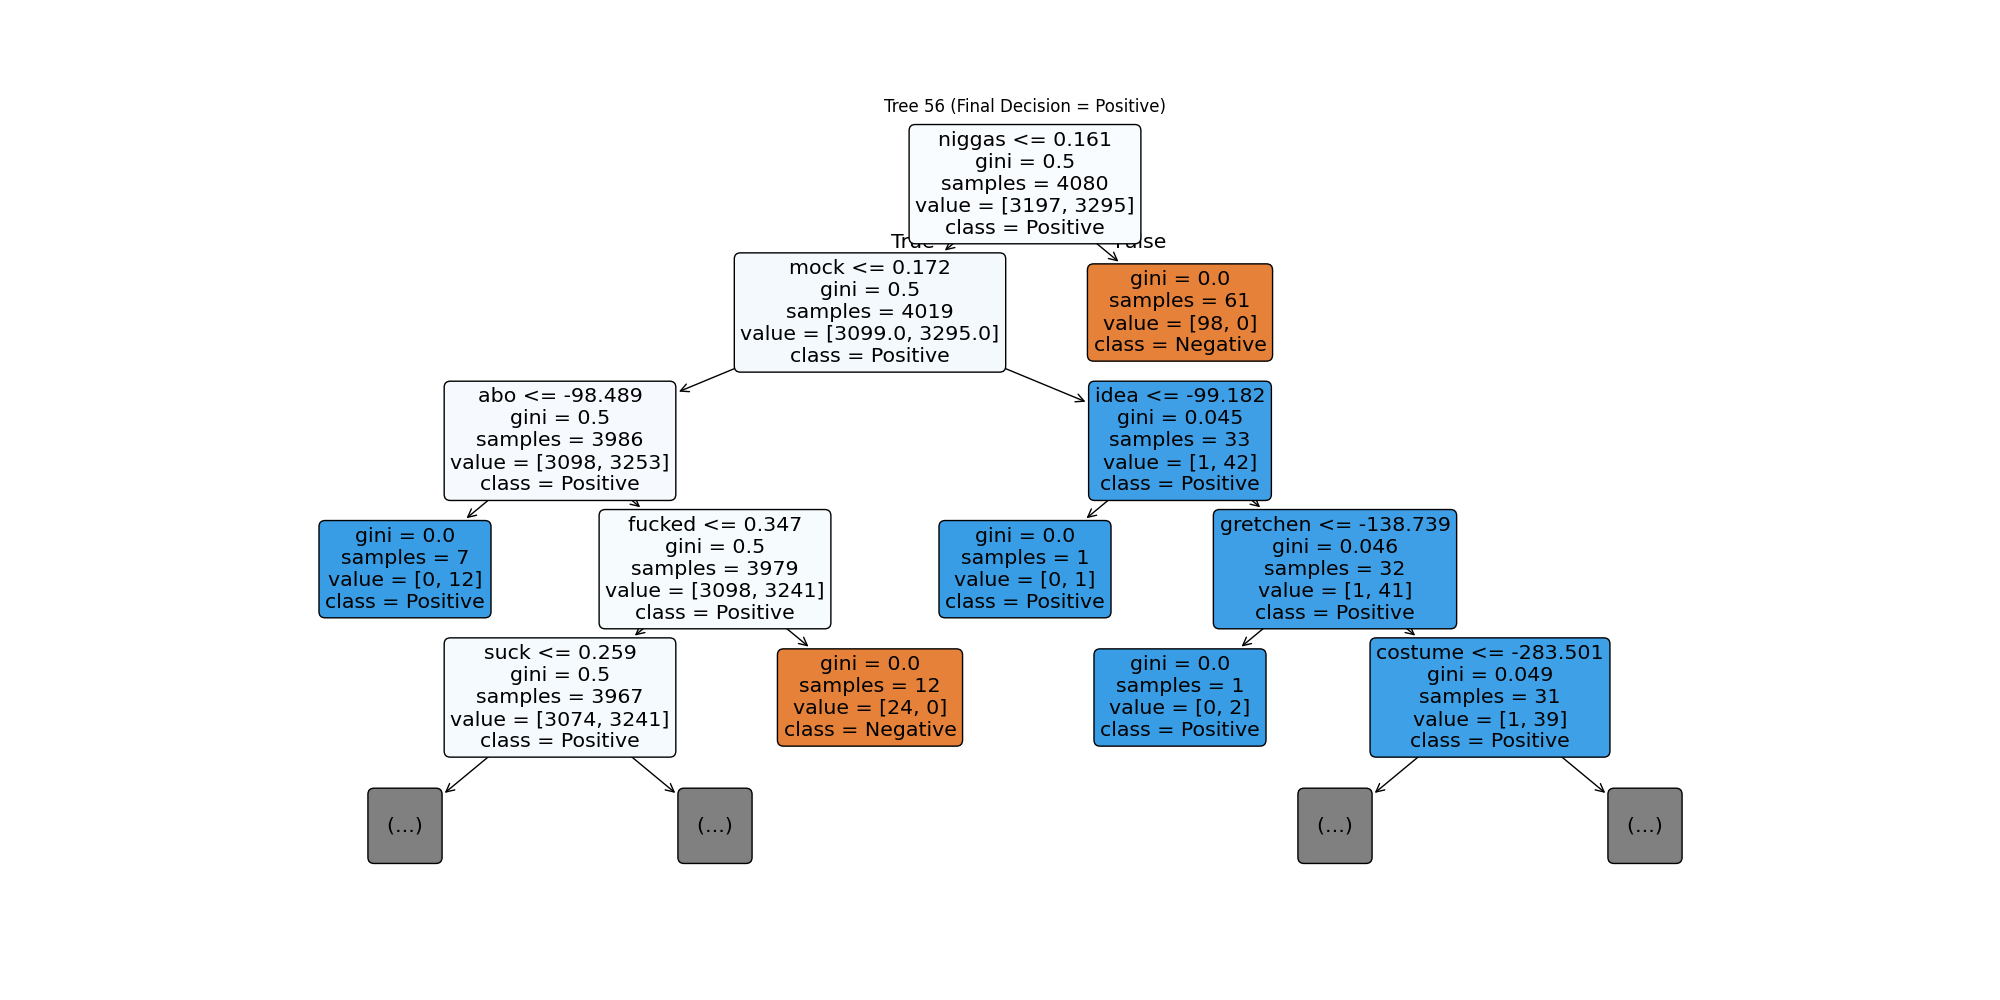 Tree 56 (Final Decision = Positive)
niggas <= 0.161
gini = 0.5
samples = 4080
value = [3197, 3295]
class = Positive
True
False
mock <= 0.172
gini = 0.5
samples = 4019
value = [3099.0, 3295.0]
class = Positive
gini = 0.0
samples = 61
value = [98, 0]
class = Negative
abo <= -98.489
gini = 0.5
samples = 3986
value = [3098, 3253]
class = Positive
idea <= -99.182
gini = 0.045
samples = 33
value = [1, 42]
class = Positive
gini = 0.0
samples = 7
value = [0, 12]
class = Positive
fucked <= 0.347
gini = 0.5
samples = 3979
value = [3098, 3241]
class = Positive
gini = 0.0
samples = 1
value = [0, 1]
class = Positive
gretchen <= -138.739
gini = 0.046
samples = 32
value = [1, 41]
class = Positive
suck <= 0.259
gini = 0.5
samples = 3967
value = [3074, 3241]
class = Positive
gini = 0.0
samples = 12
value = [24, 0]
class = Negative
gini = 0.0
samples = 1
value = [0, 2]
class = Positive
costume <= -283.501
gini = 0.049
samples = 31
value = [1, 39]
class = Positive
(...)
(...)
(...)
(...)